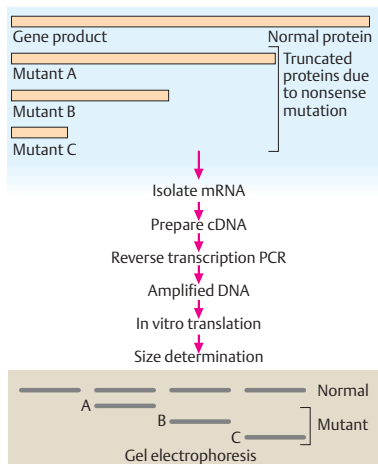 Gene product Normal protein
Mutant A
Mutant B
Mutant C
Truncated
proteins due
to nonsense
mutation
Isolate mRNA
Prepare cDNA
Reverse transcription PCR
Amplified DNA
In vitro translation
Size determination
Normal
A
B
Mutant
C
Gel electrophoresis